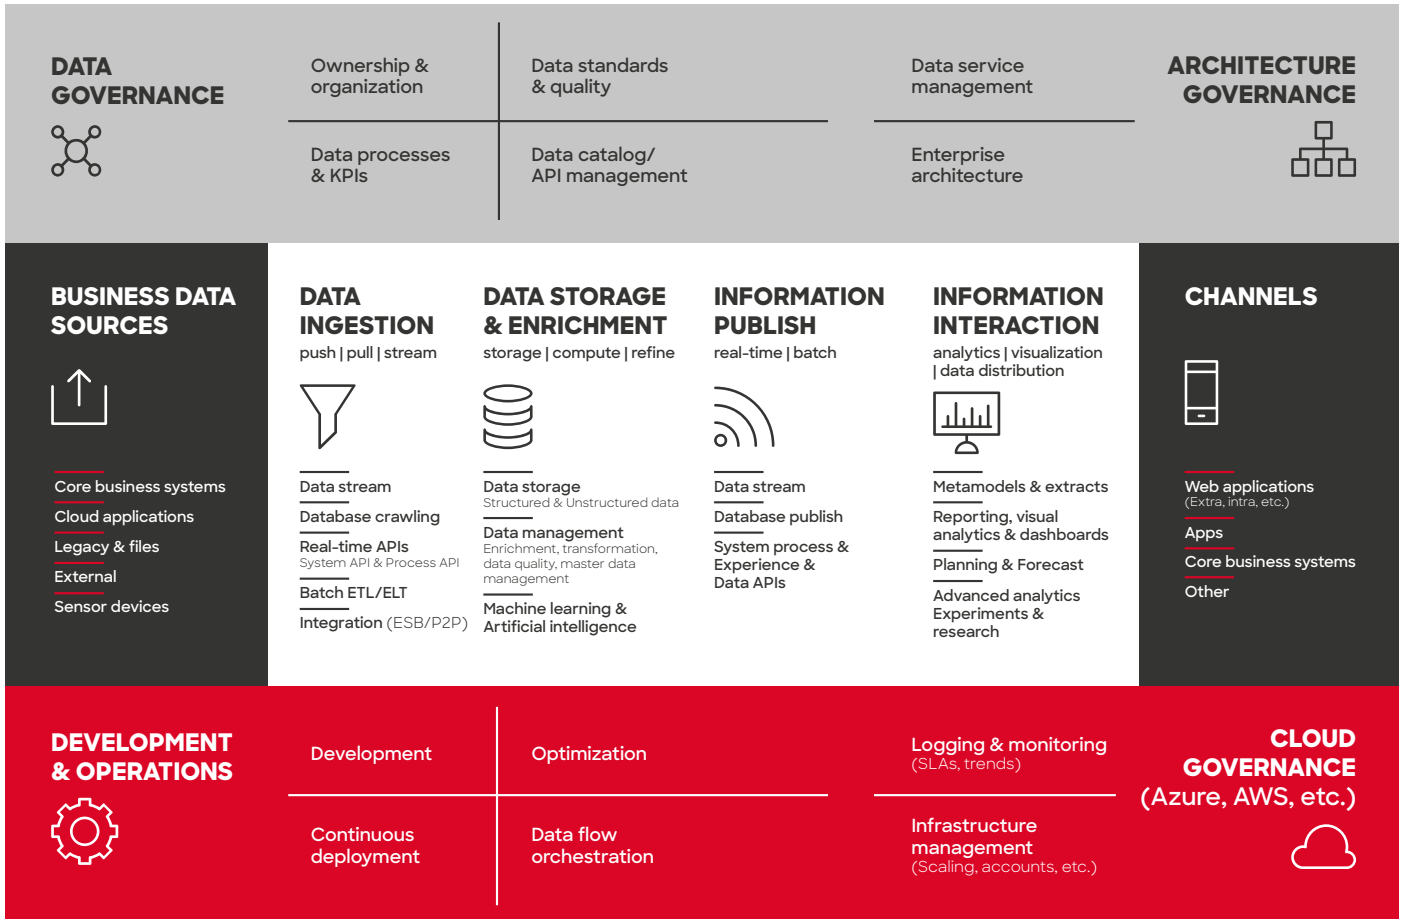 DATA
GOVERNANCE
Ownership &
organization
Data standards
& quality
Data processes
& KPIs
Data catalog/
API management
Data service
management
Enterprise
architecture
ARCHITECTURE
GOVERNANCE
BUSINESS DATA
SOURCES
Core business systems
Cloud applications
Legacy & files
External
Sensor devices
DATA
INGESTION
push | pull | stream
Data stream
Database crawling
Real-time APIs
System API & Process API
Batch ETL/ELT
Integration (ESB/P2P)
DATA STORAGE
& ENRICHMENT
storage | compute | refine
Data storage
Structured & Unstructured data
Data management
Enrichment, transformation,
data quality, master data
management
Machine learning &
Artificial intelligence
INFORMATION
PUBLISH
real-time | batch
Data stream
Database publish
System process &
Experience &
Data APIs
INFORMATION
INTERACTION
analytics | visualization
| data distribution
Metamodels & extracts
Reporting, visual
analytics & dashboards
Planning & Forecast
Advanced analytics
Experiments &
research
CHANNELS
Web applications
(Extra, intra, etc.)
Apps
Core business systems
Other
DEVELOPMENT
& OPERATIONS
Development
Optimization
Continuous
deployment
Data flow
orchestration
Logging & monitoring
(SLAs, trends)
Infrastructure
management
(Scaling, accounts, etc.)
CLOUD
GOVERNANCE
(Azure, AWS, etc.)